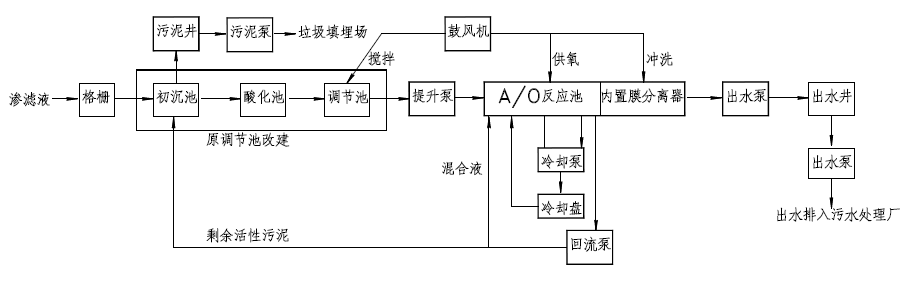 污泥井
污泥泵
垃圾填埋场
鼓风机
搅拌
供氧
冲洗
渗滤液
格栅
初沉池
酸化池
调节池
提升泵
A/O反应池
内置膜分离器
出水泵
出水井
原调节池改建
混合液
冷却泵
出水泵
冷却盘
出水排入污水处理厂
剩余活性污泥
回流泵